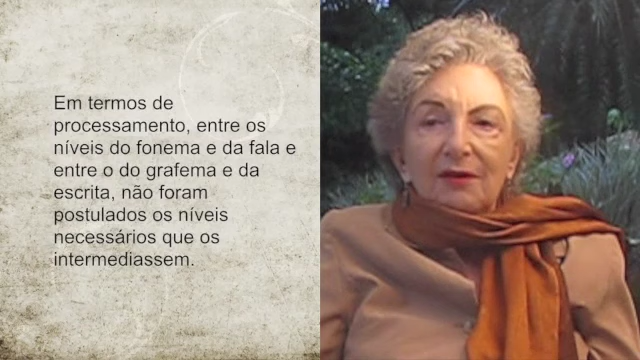 Em termos de
processamento, entre os
níveis do fonema e da fala e
entre o do grafema e da
escrita, não foram
postulados os níveis
necessários que os
intermediassem.